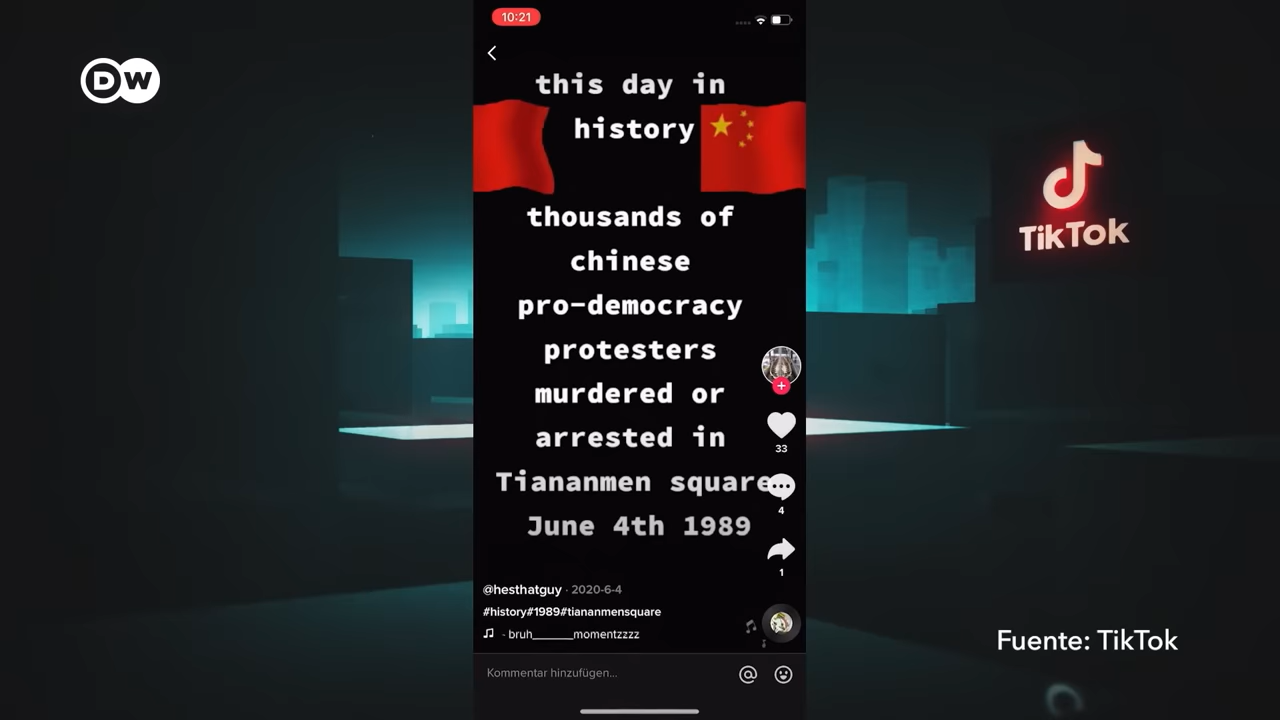 10:21
DW
this day in
history
thousands of
chinese
pro-democracy
protesters
murdered or
arrested in
Tiananmen square
June 4th 1989
33
4
1
@hesthatguy · 2020-6-4
#history#1989#tiananmensquare
- bruh______momentzzzz
Kommentar hinzufügen...
TikTok
Fuente: TikTok